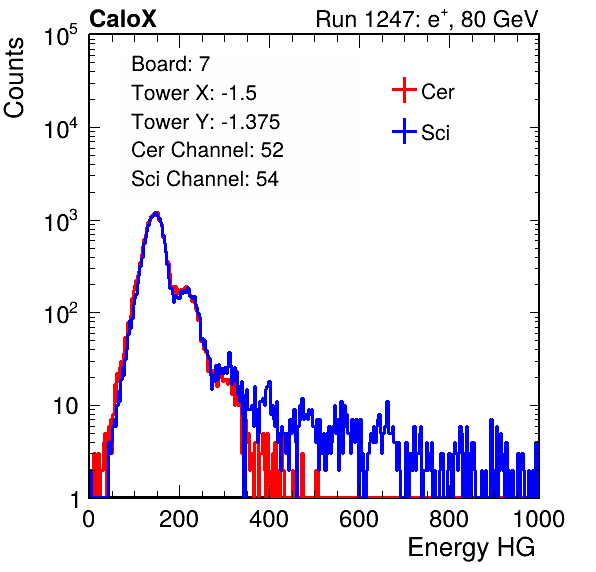 CaloX Run 1247: e⁺, 80 GeV
Counts
10⁵
10⁴
10³
10²
10
1
Board: 7
Tower X: -1.5
Tower Y: -1.375
Cer Channel: 52
Sci Channel: 54
Cer
Sci
0 200 400 600 800 1000
Energy HG